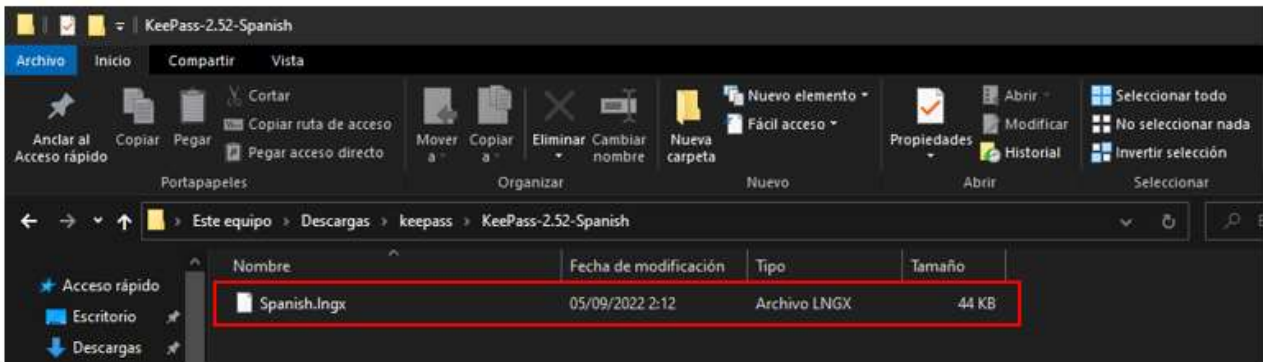 KeePass-2.52-Spanish
Archivo Inicio Compartir Vista
Anclar al Acceso rápido
Copiar
Pegar
Cortar
Copiar ruta de acceso
Pegar acceso directo
Portapapeles
Mover a
Copiar a
Eliminar
Cambiar nombre
Organizar
Nueva carpeta
Nuevo elemento
Fácil acceso
Nuevo
Propiedades
Abrir
Modificar
Historial
Abrir
Seleccionar todo
No seleccionar nada
Invertir selección
Seleccionar
Este equipo > Descargas > keepass > KeePass-2.52-Spanish
Nombre Fecha de modificación Tipo Tamaño
Acceso rápido
Escritorio
Descargas
Spanish.lngx 05/09/2022 2:12 Archivo LNGX 44 KB